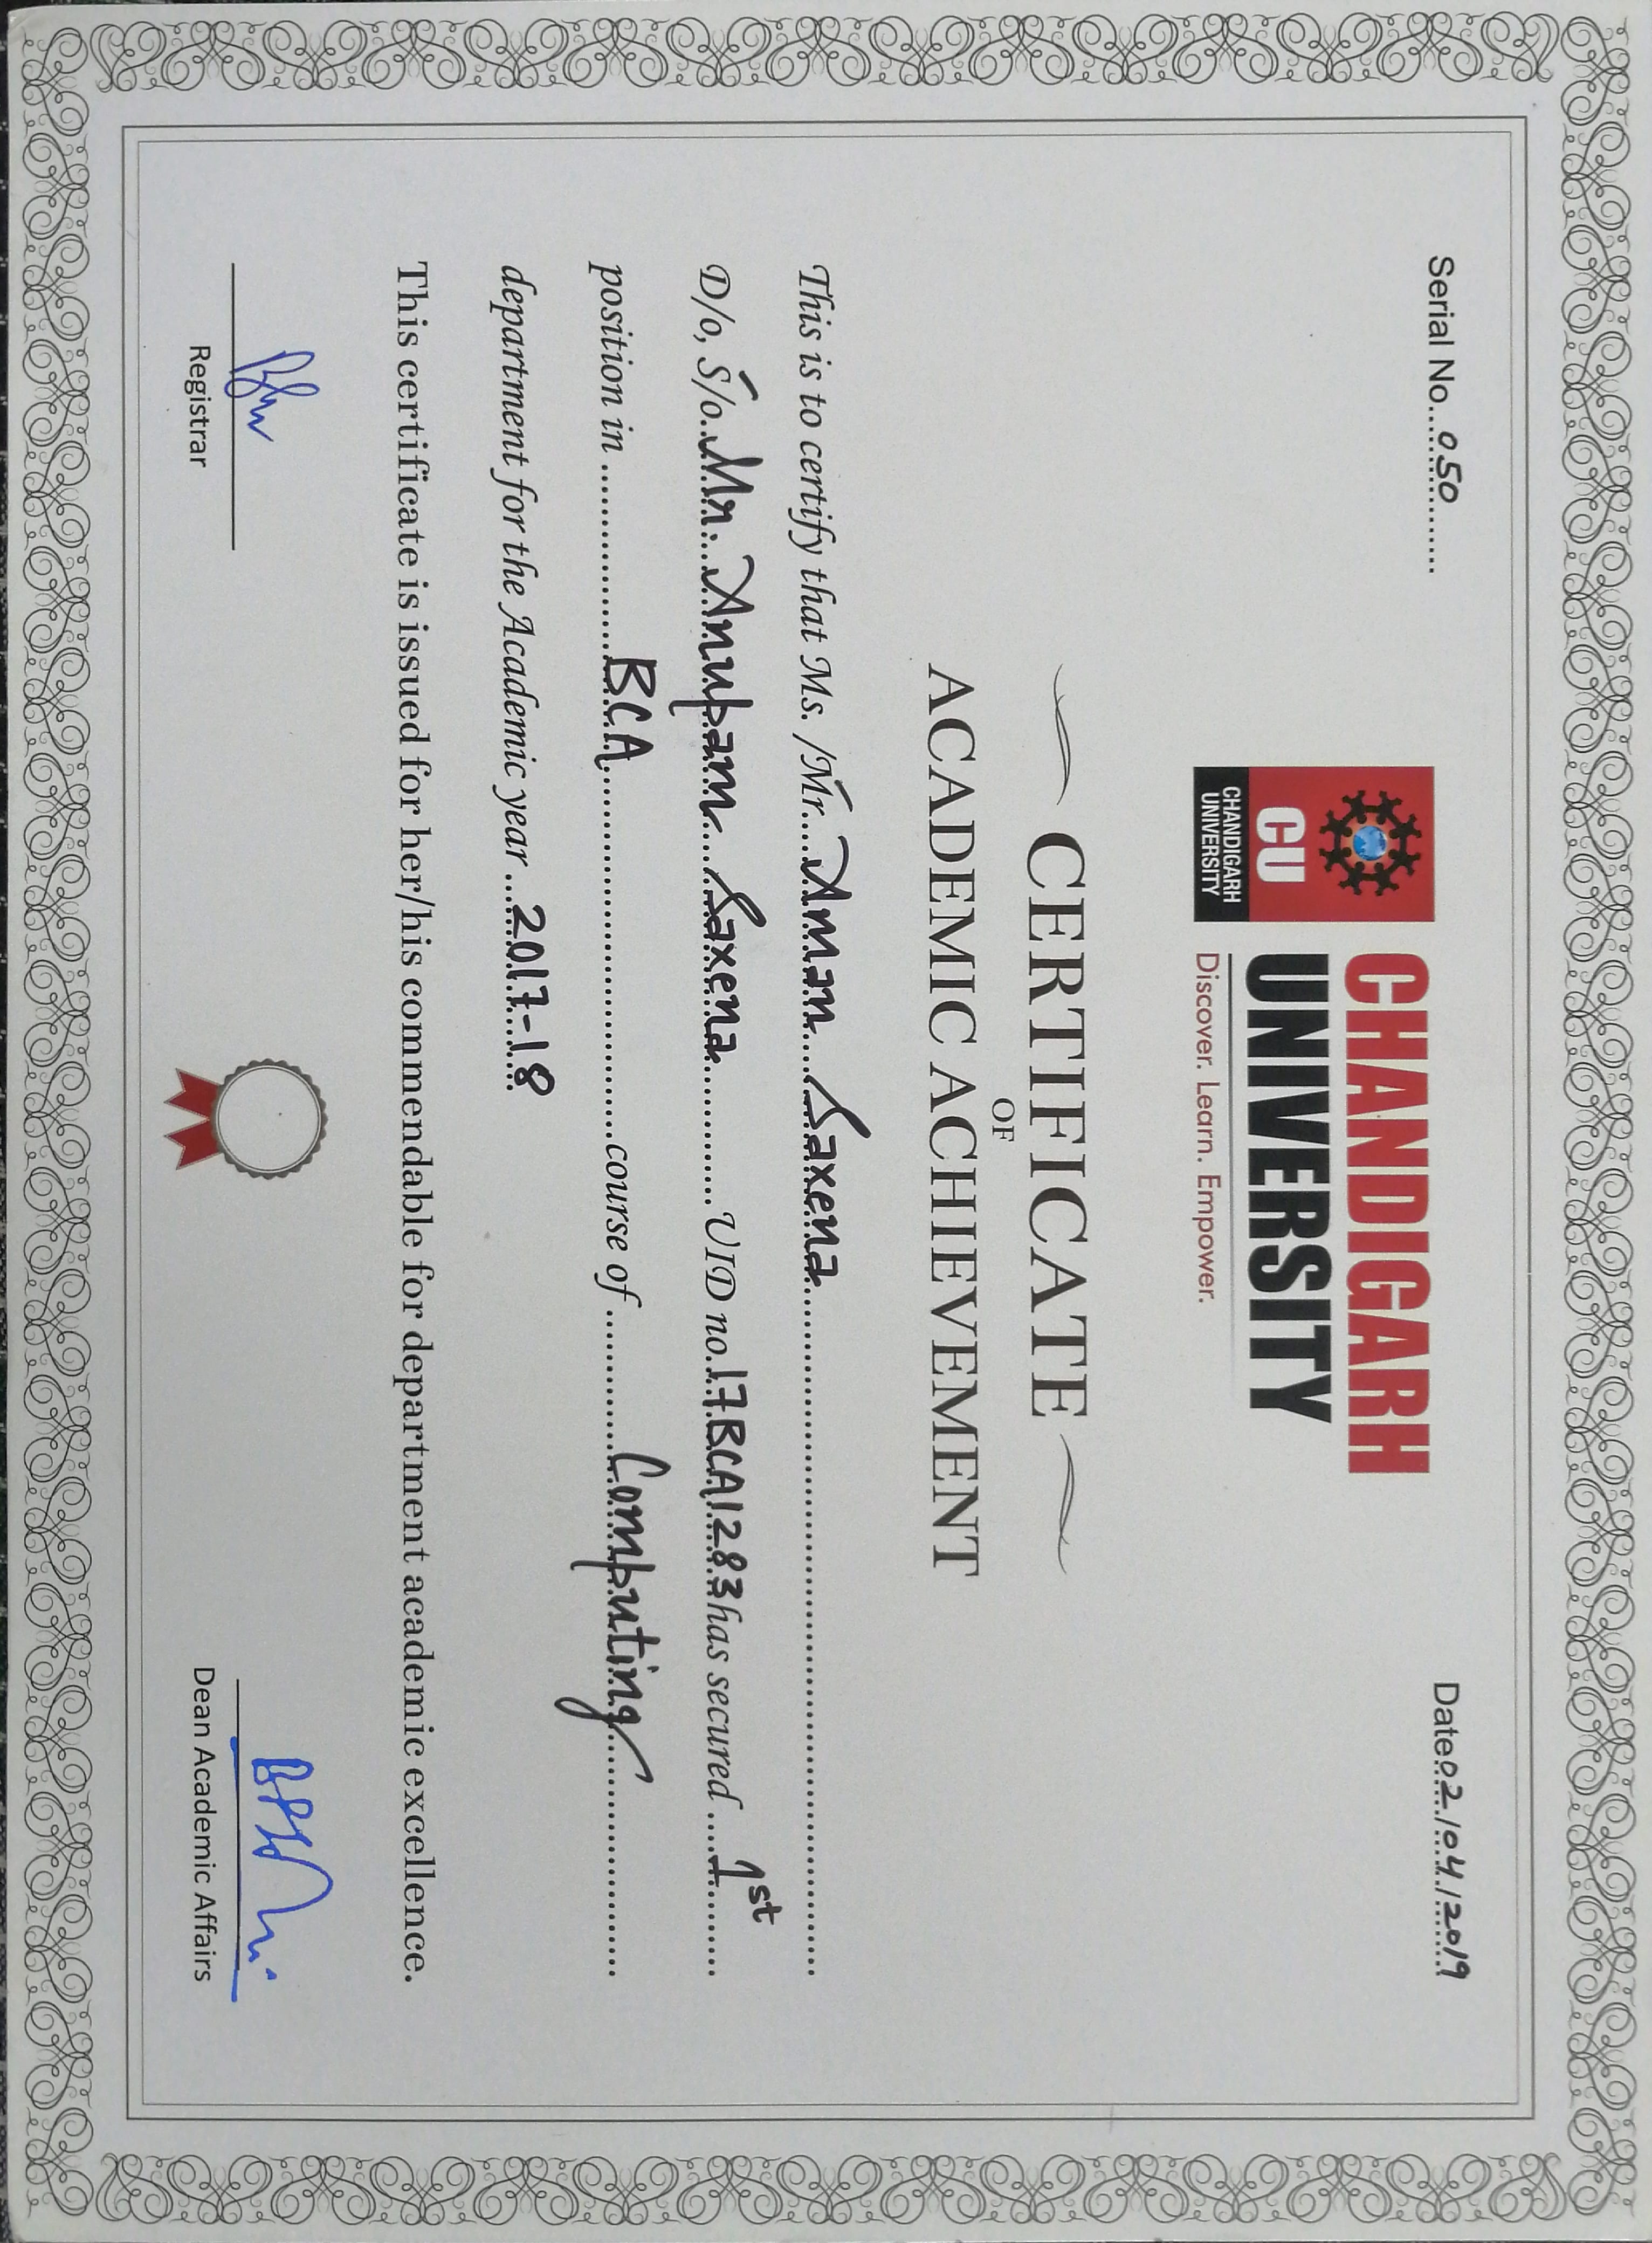 Serial No. 050
Date 02/04/2019
CU
CHANDIGARH
UNIVERSITY
CHANDIGARH
UNIVERSITY
Discover. Learn. Empower.
CERTIFICATE
OF
ACADEMIC ACHIEVEMENT
This is to certify that Ms. /Mr. Aman Saxena
D/o, S/o. Mr. Anupam Saxena UID no. 17BCA1283 has secured 1st
position in BCA course of Computing
department for the Academic year 2017-18
This certificate is issued for her/his commendable for department academic excellence.
Registrar
Dean Academic Affairs